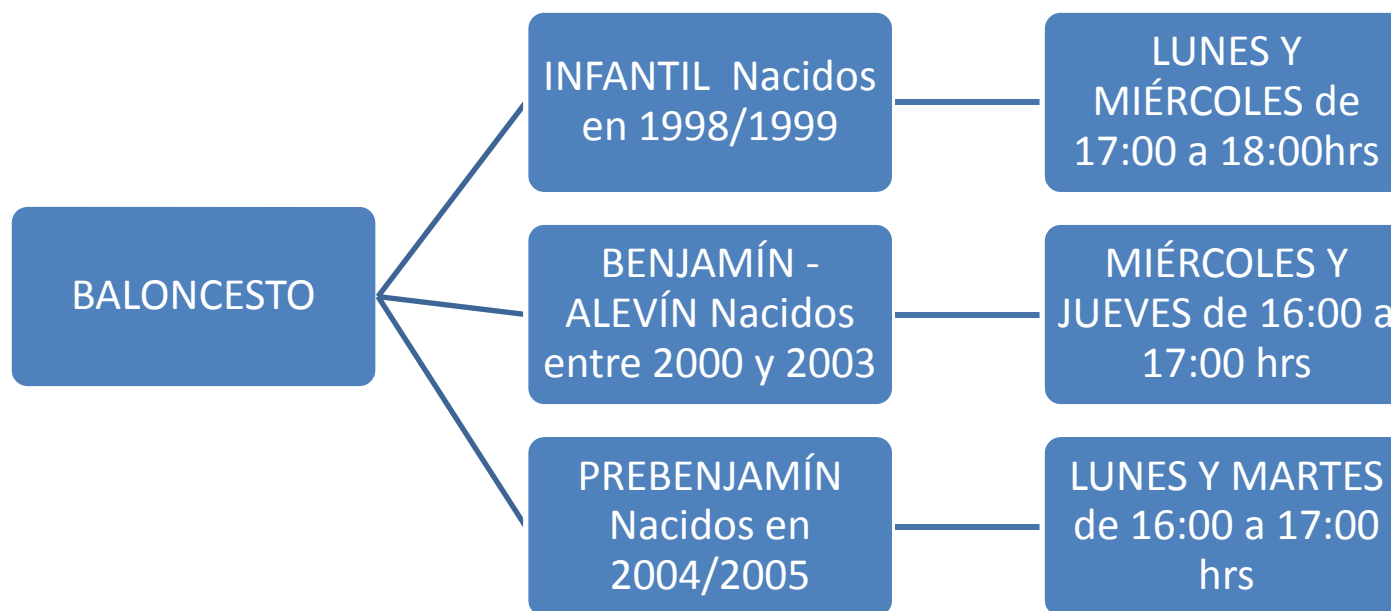 BALONCESTO
INFANTIL  Nacidos
en 1998/1999
LUNES Y
MIÉRCOLES de
17:00 a 18:00hrs
BENJAMÍN -
ALEVÍN Nacidos
entre 2000 y 2003
MIÉRCOLES Y
JUEVES de 16:00 a
17:00 hrs
PREBENJAMÍN
Nacidos en
2004/2005
LUNES Y MARTES
de 16:00 a 17:00
hrs